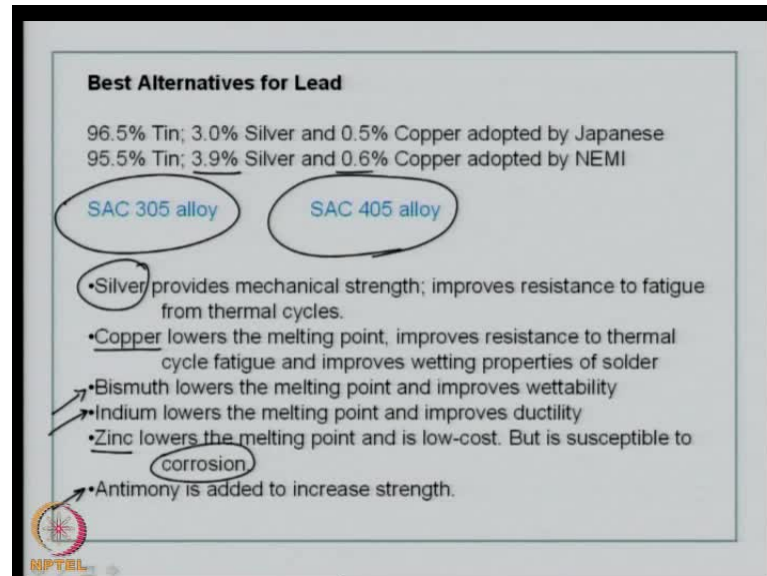 Best Alternatives for Lead
96.5% Tin; 3.0% Silver and 0.5% Copper adopted by Japanese
95.5% Tin; 3.9% Silver and 0.6% Copper adopted by NEMI
SAC 305 alloy SAC 405 alloy
•Silver provides mechanical strength; improves resistance to fatigue
from thermal cycles.
•Copper lowers the melting point, improves resistance to thermal
cycle fatigue and improves wetting properties of solder
•Bismuth lowers the melting point and improves wettability
•Indium lowers the melting point and improves ductility
•Zinc lowers the melting point and is low-cost. But is susceptible to
corrosion
•Antimony is added to increase strength.
NPTEL